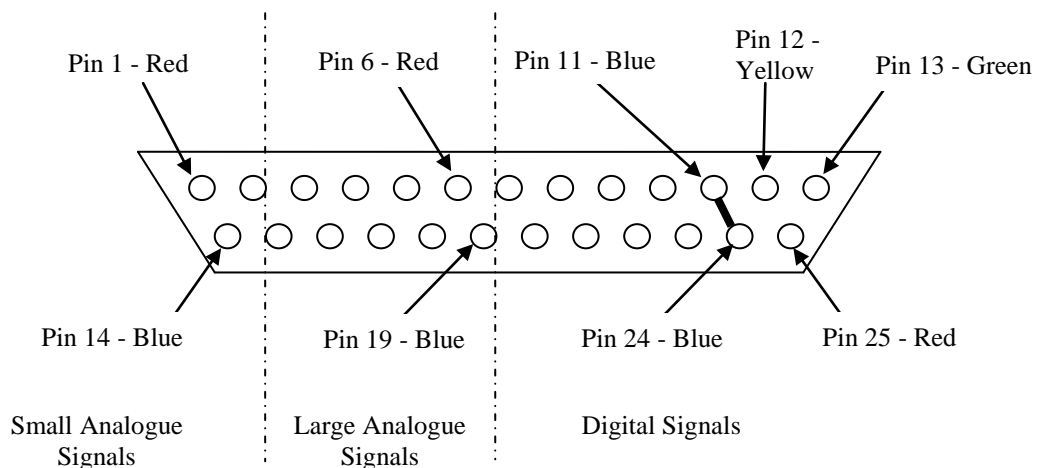 Pin 1 - Red
Pin 6 - Red
Pin 11 - Blue
Pin 12 -
Yellow
Pin 13 - Green
Pin 14 - Blue
Pin 19 - Blue
Pin 24 - Blue
Pin 25 - Red
Small Analogue
Signals
Large Analogue
Signals
Digital Signals